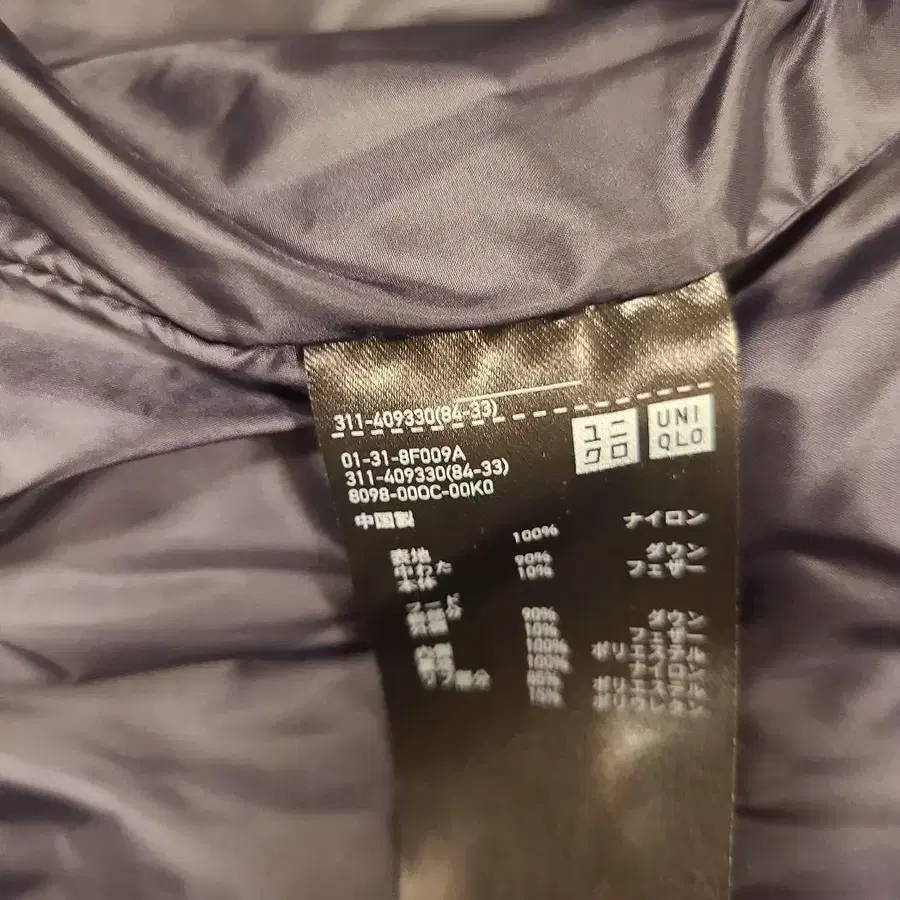 311-409330(84-33)
ユニクロ
UNIQLO
01-31-8F009A
311-409330(84-33)
8098-000C-00K0
中国製
表地 100% ナイロン
中わた 90% ダウン
本体 10% フェザー
フード
90% ダウン
10% フェザー
100% ポリエステル
100% ナイロン
リブ部分 85% ポリエステル
15% ポリウレタン